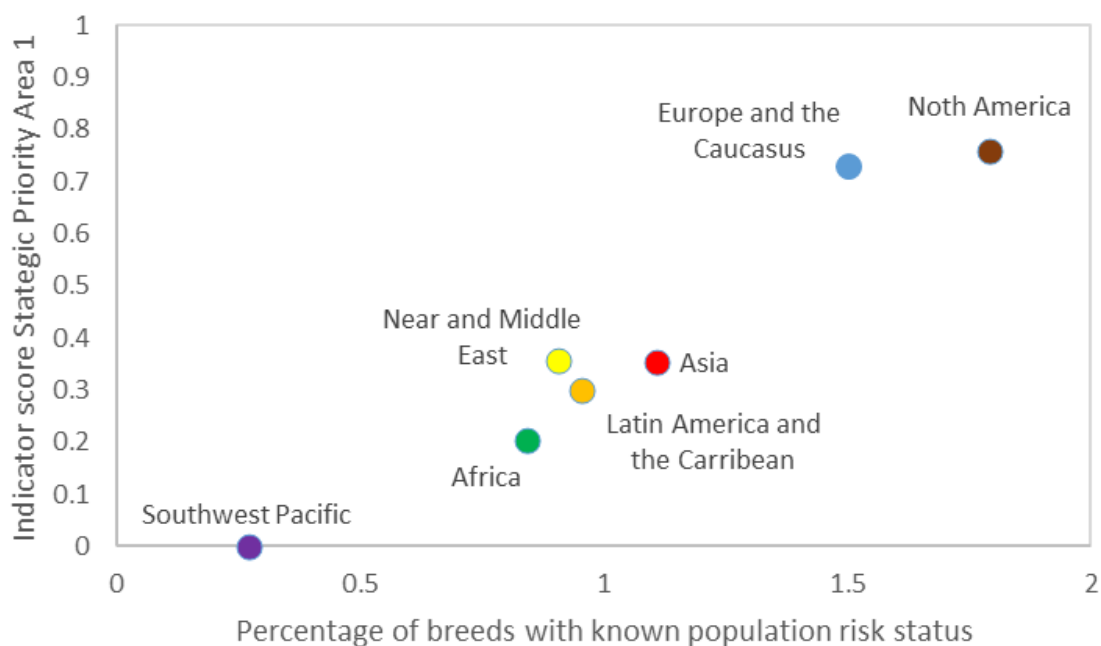 1
0.9
0.8
0.7
0.6
0.5
0.4
0.3
0.2
0.1
0
Indicator score Stategic Priority Area 1
Europe and the
Caucasus
Noth America
Near and Middle
East
Asia
Latin America and
the Carribean
Africa
Southwest Pacific
0
0.5
1
1.5
2
Percentage of breeds with known population risk status